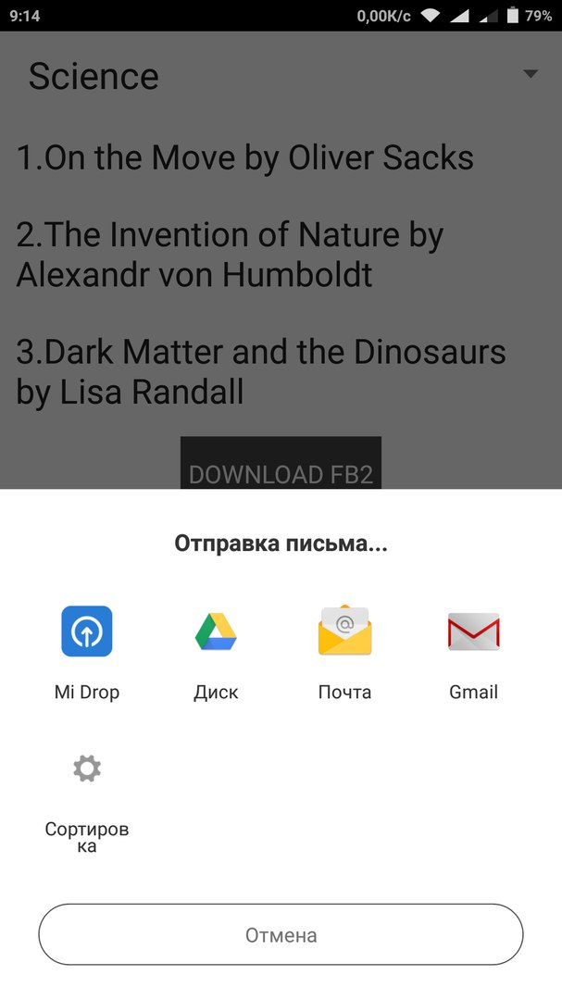 9:14 0,00K/c 79%
Science
1.On the Move by Oliver Sacks
2.The Invention of Nature by
Alexandr von Humboldt
3.Dark Matter and the Dinosaurs
by Lisa Randall
DOWNLOAD FB2
Отправка письма...
Mi Drop Диск Почта Gmail
Сортиров
ка
Отмена